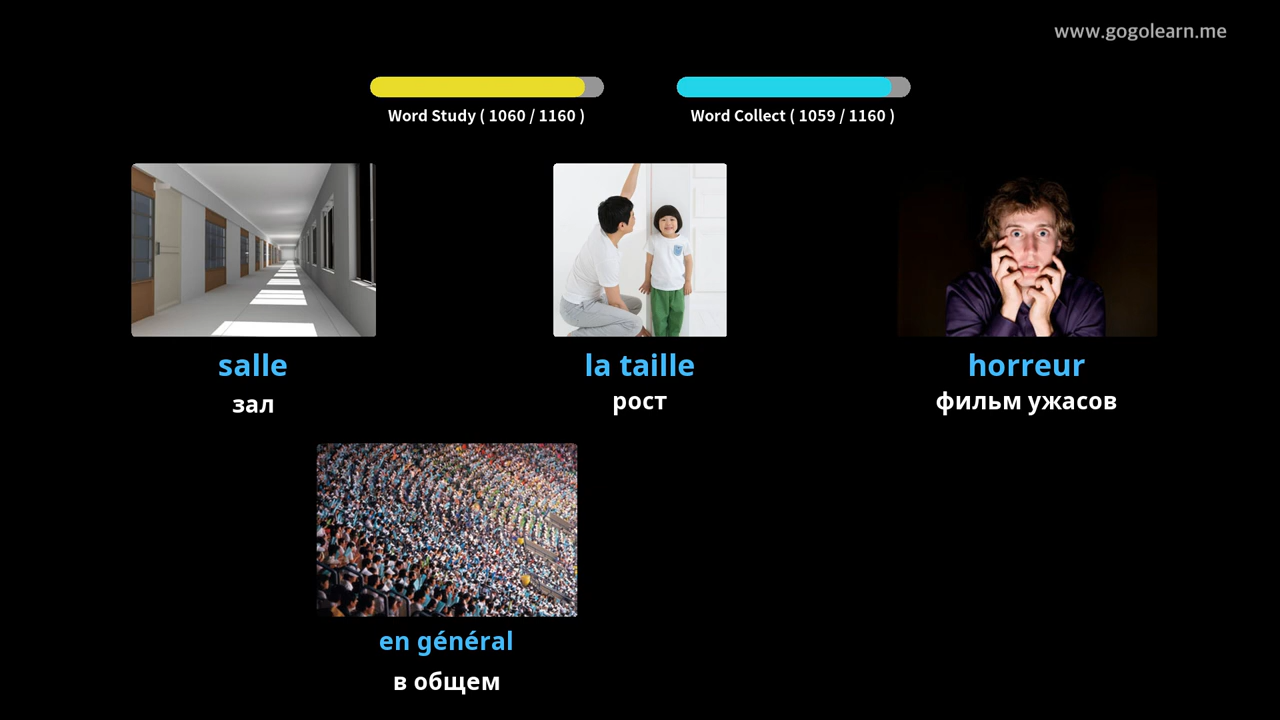 www.gogolearn.me
Word Study ( 1060 / 1160 )
Word Collect ( 1059 / 1160 )
salle
зал
la taille
рост
horreur
фильм ужасов
en général
в общем